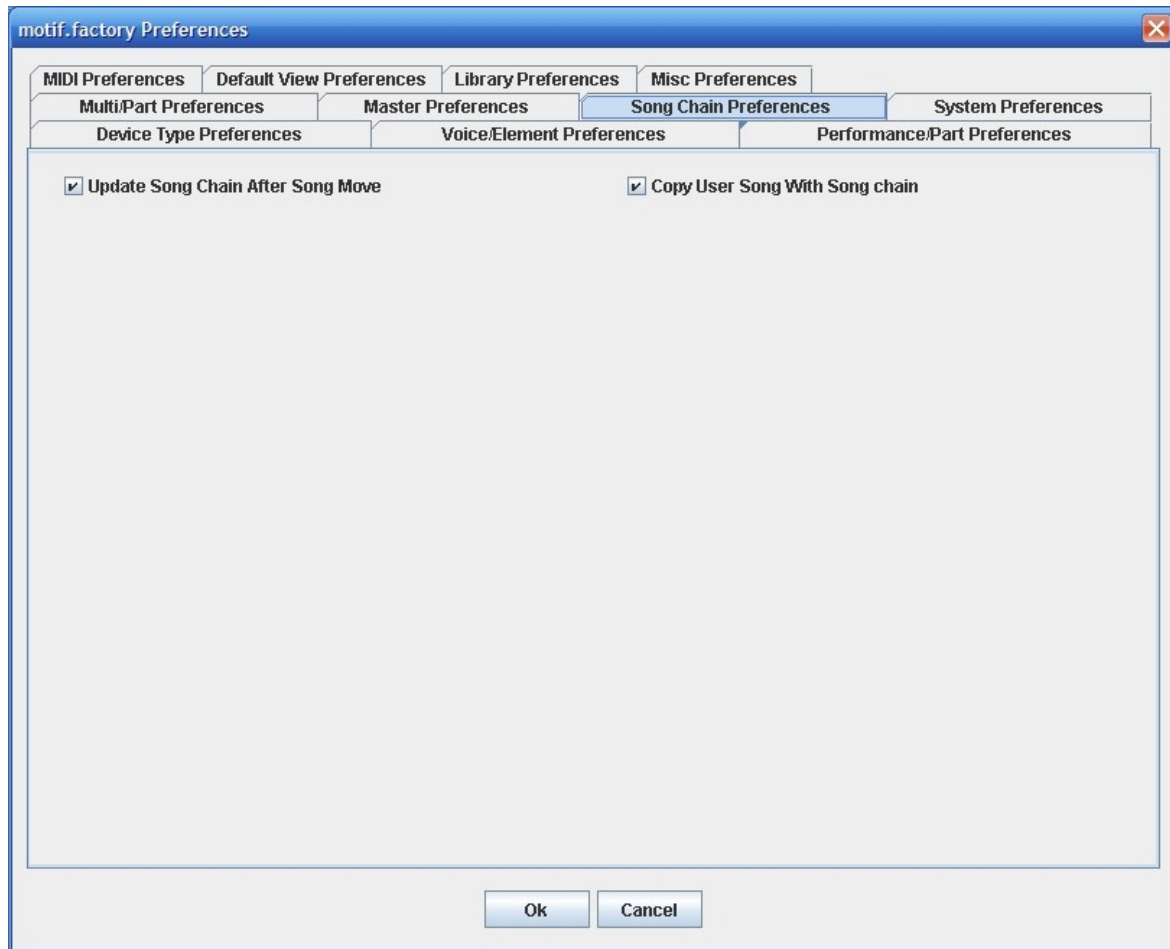 motif.factory Preferences
MIDI Preferences Default View Preferences Library Preferences Misc Preferences
Multi/Part Preferences Master Preferences Song Chain Preferences System Preferences
Device Type Preferences Voice/Element Preferences Performance/Part Preferences
Update Song Chain After Song Move Copy User Song With Song chain
Ok Cancel